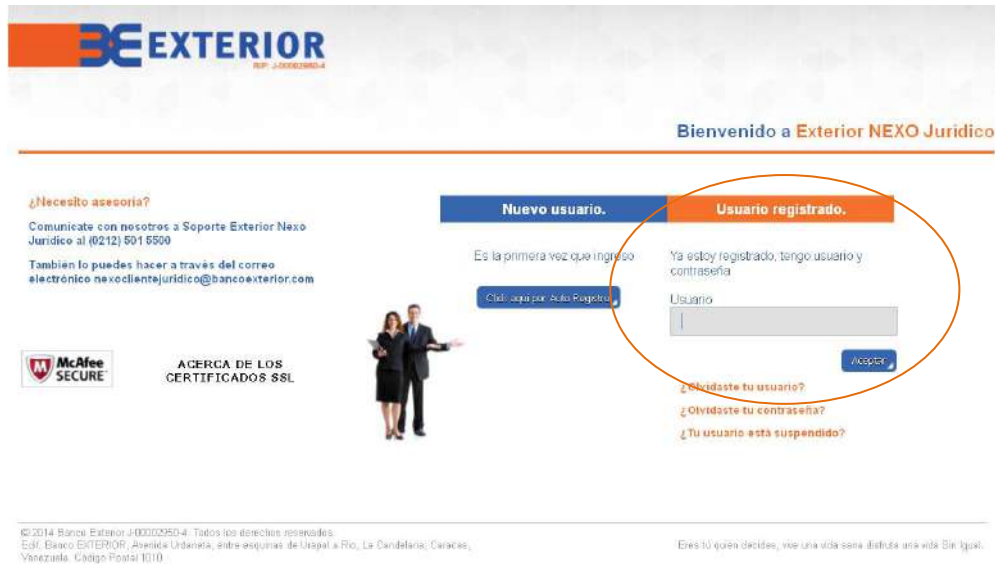 EXTERIOR
RIF: J-00002950-4
Bienvenido a Exterior NEXO Jurídico
¿Necesito asesoría?
Comunícate con nosotros a Soporte Exterior Nexo
Jurídico al (0212) 501 5500
También lo puedes hacer a través del correo
electrónico nexoclientejuridico@bancoexterior.com
McAfee
SECURE
ACERCA DE LOS
CERTIFICADOS SSL
Nuevo usuario.
Es la primera vez que ingreso
Click aquí por Auto Registro
Usuario registrado.
Ya estoy registrado, tengo usuario y
contraseña
Usuario
Aceptar
¿Olvidaste tu usuario?
¿Olvidaste tu contraseña?
¿Tu usuario está suspendido?
© 2014 Banco Exterior J-00002950-4. Todos los derechos reservados.
Edif. Banco EXTERIOR, Avenida Urdaneta, entre esquinas de Urapal a Río, La Candelaria, Caracas,
Venezuela. Código Postal 1010
Eres tú quien decides, vive una vida sana disfruta una vida Sin Igual.